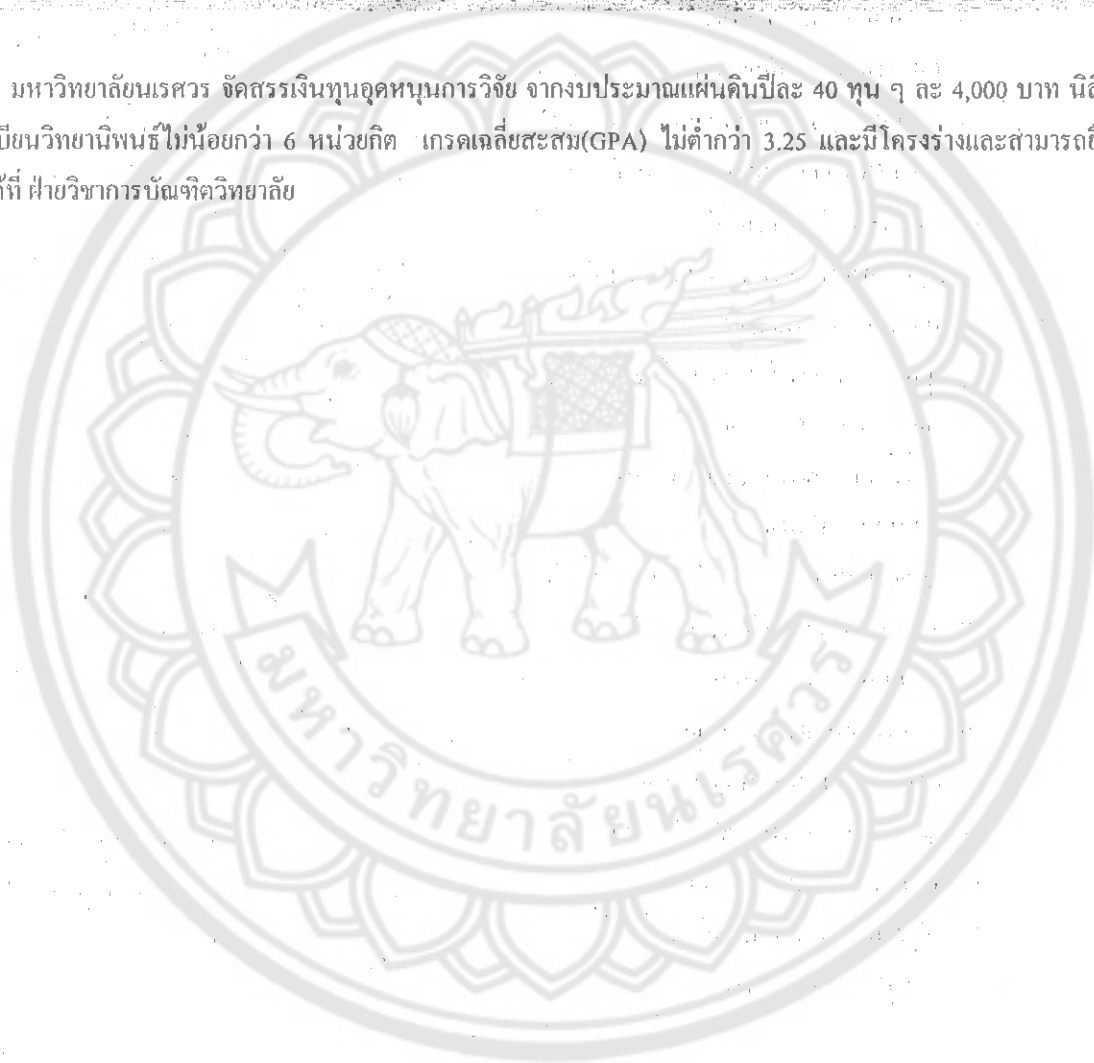 มหาวิทยาลัยนเรศวร จัดสรรเงินทุนอุดหนุนการวิจัย จากงบประมาณแผ่นดินปีละ 40 ทุน ๆ ละ 4,000 บาท นิสิ
บียนวิทยานิพนธ์ไม่น้อยกว่า 6 หน่วยกิต เกรดเฉลี่ยสะสม(GPA) ไม่ต่ำกว่า 3.25 และมีโครงร่างและสามารถยื
ที่ ฝ่ายวิชาการบัณฑิตวิทยาลัย
มหาวิทยาลัยนเรศวร